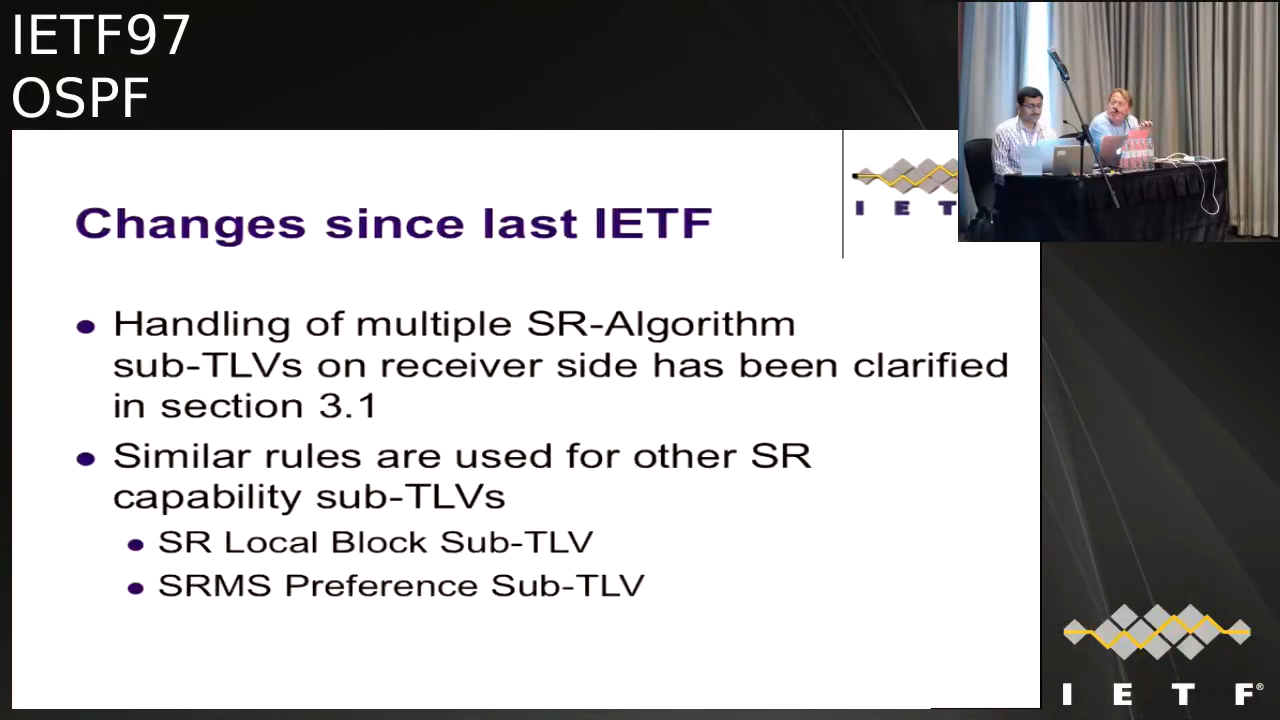 IETF97
OSPF
I E T
Changes since last IETF
Handling of multiple SR-Algorithm
sub-TLVs on receiver side has been clarified
in section 3.1
Similar rules are used for other SR
capability sub-TLVs
SR Local Block Sub-TLV
SRMS Preference Sub-TLV
I E T F®